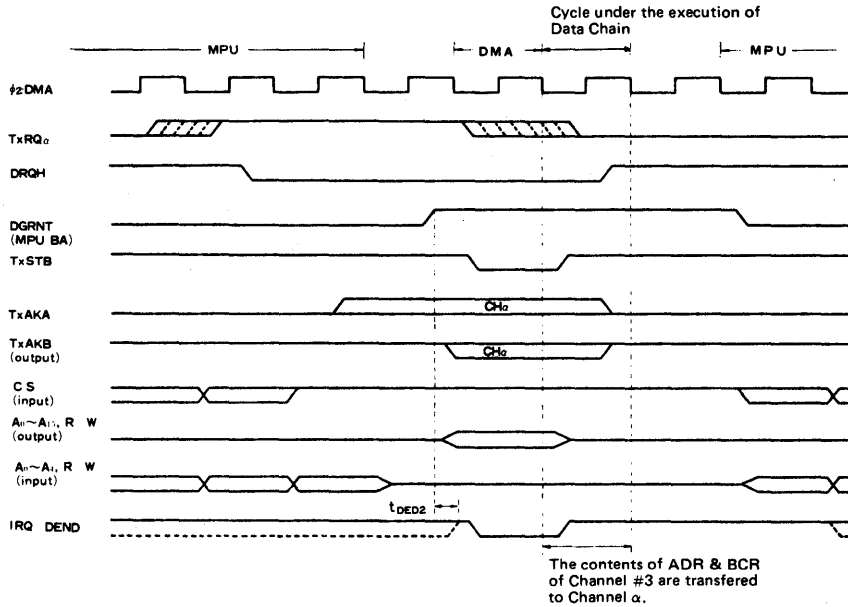 Cycle under the execution of
Data Chain
MPU
DMA
MPU
ϕ2DMA
TxRQα
DRQH
DGRNT
(MPU BA)
TxSTB
TxAKA
CHα
TxAKB
(output)
CHα
CS
(input)
A0~A15, R W
(output)
A0~A4, R W
(input)
tDED2
IRQ DEND
The contents of ADR & BCR
of Channel #3 are transfered
to Channel α.